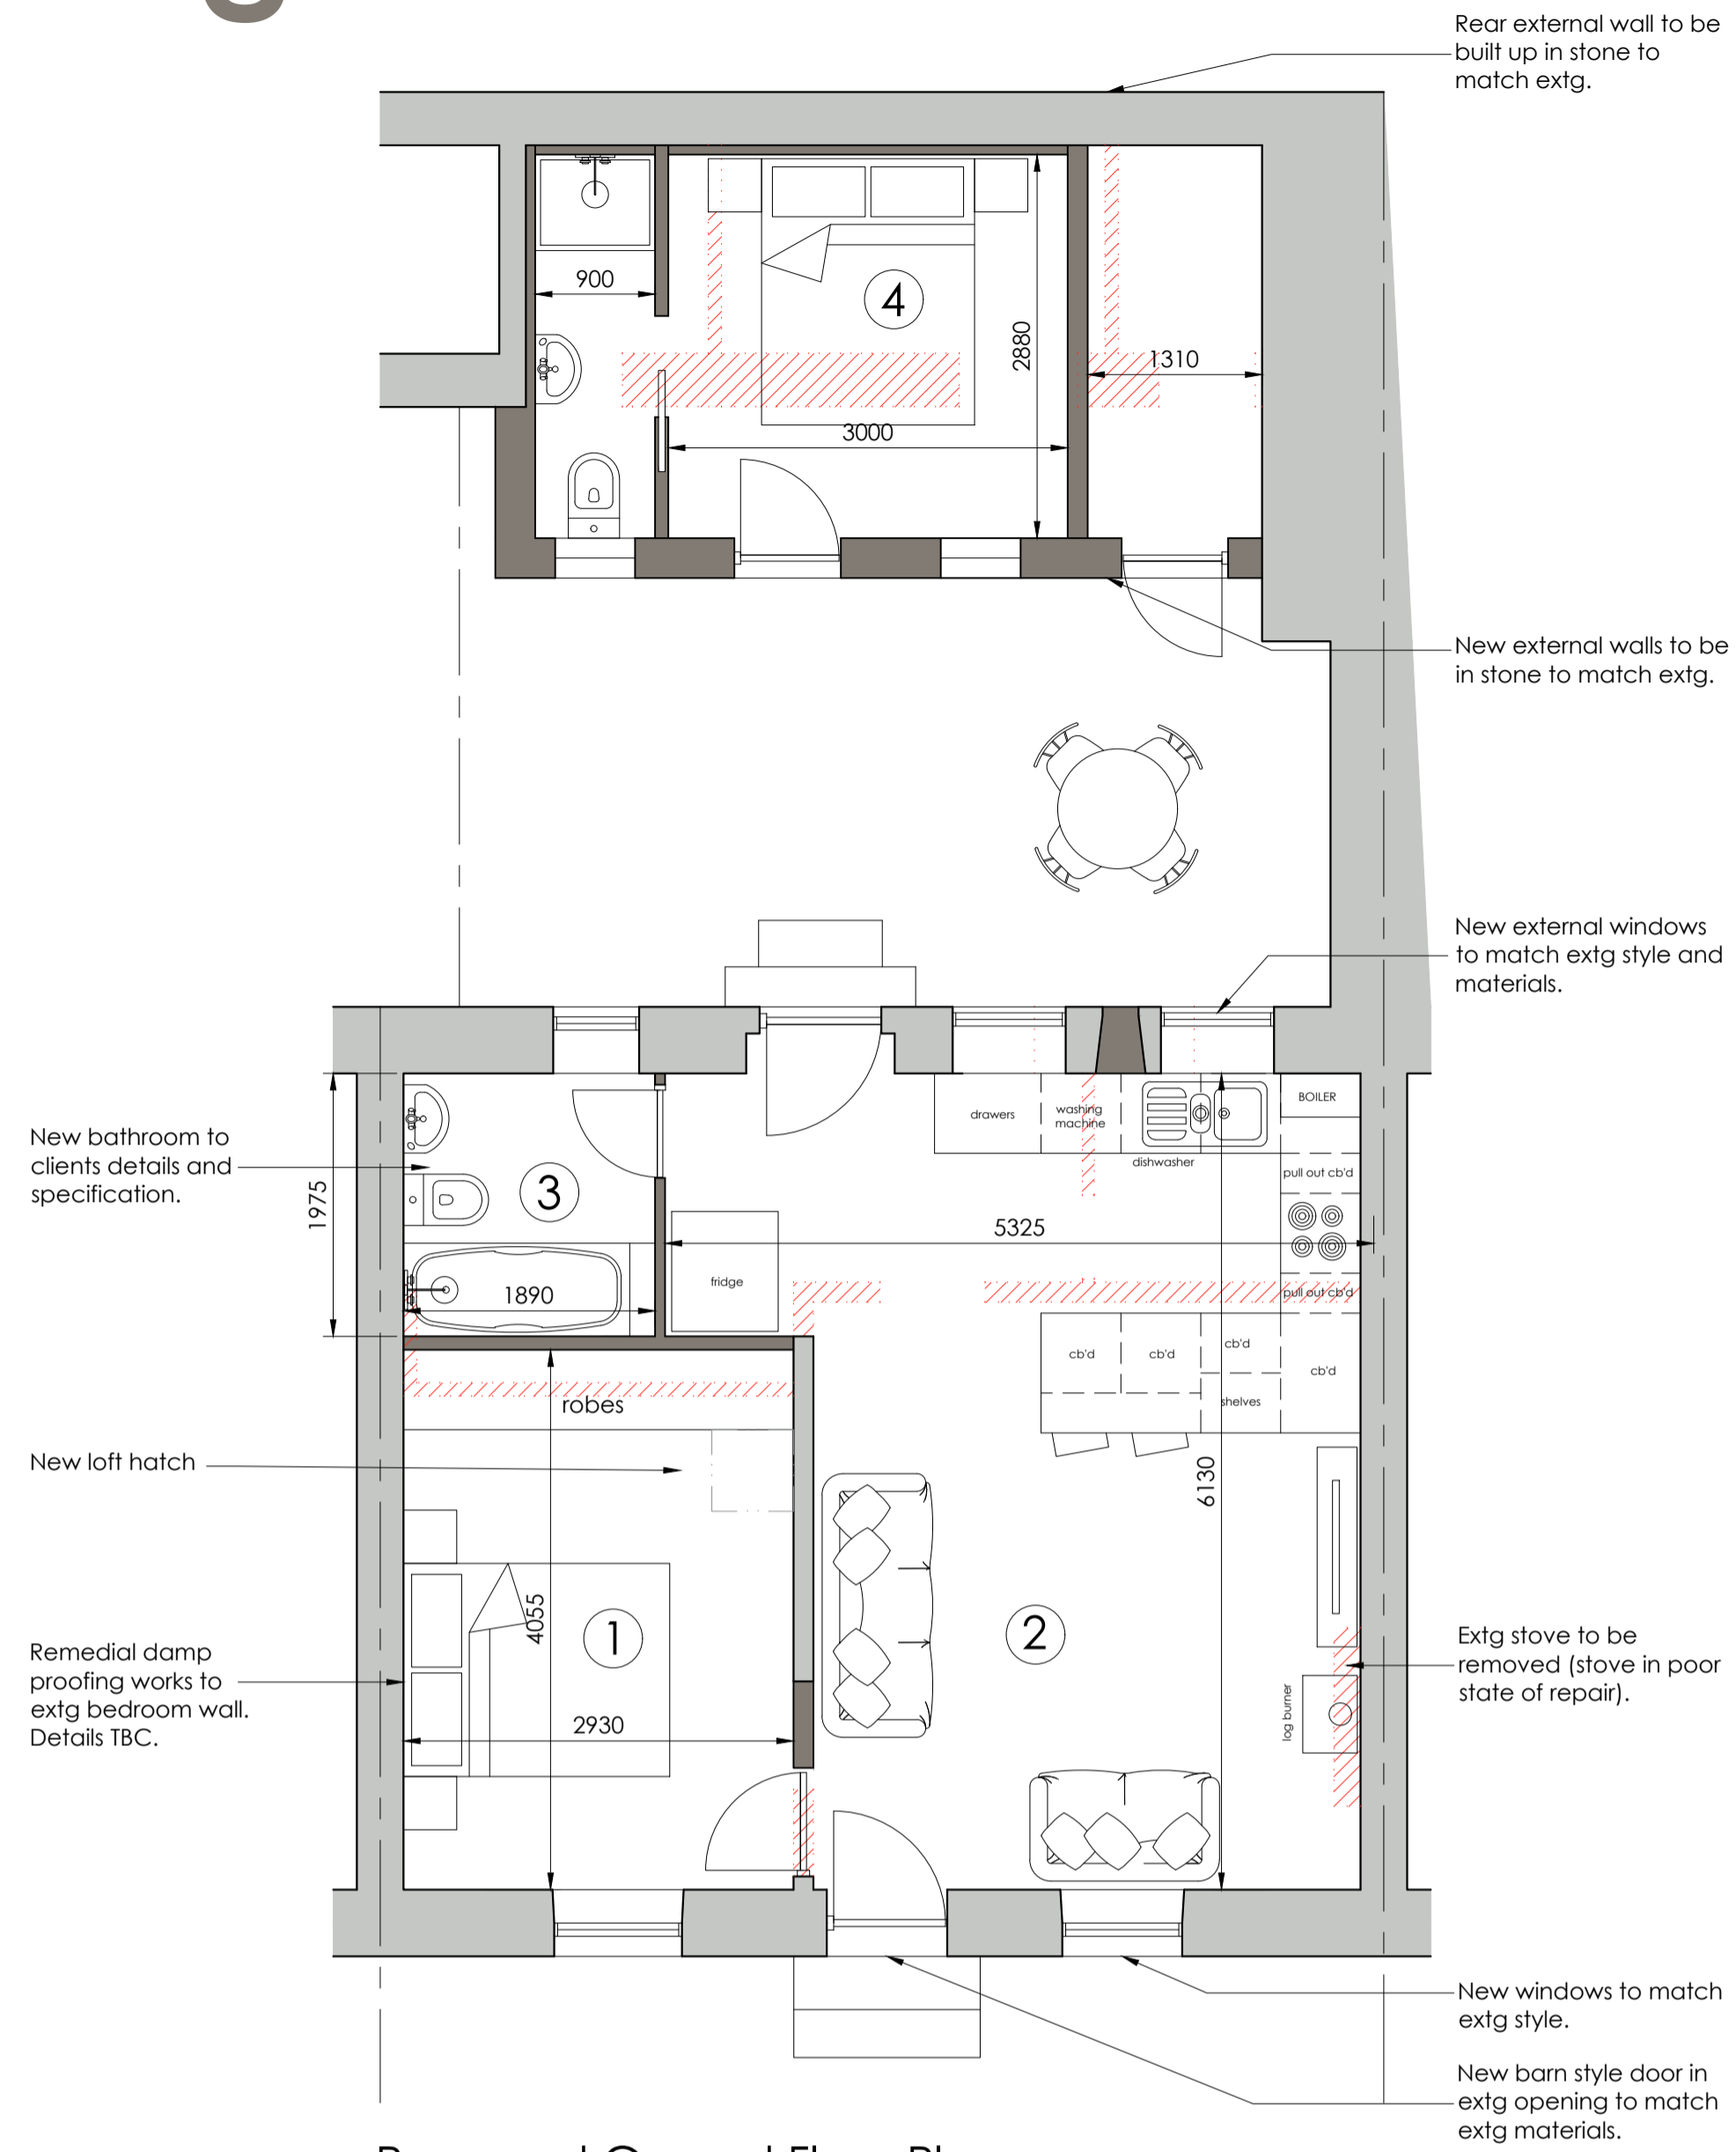 Rear external wall to be
built up in stone to
match extg.
900
4
2880
1310
3000
New external walls to be
in stone to match extg.
New external windows
to match extg style and
materials.
New bathroom to
clients details and
specification.
1975
3
1890
drawers
washing
machine
dishwasher
BOILER
pull out cb'd
5325
fridge
pull out cb'd
cb'd
cb'd
cb'd
cb'd
shelves
robes
New loft hatch
6130
4055
1
2
2930
Remedial damp
proofing works to
extg bedroom wall.
Details TBC.
log burner
Extg stove to be
removed (stove in poor
state of repair).
New windows to match
extg style.
New barn style door in
extg opening to match
extg materials.